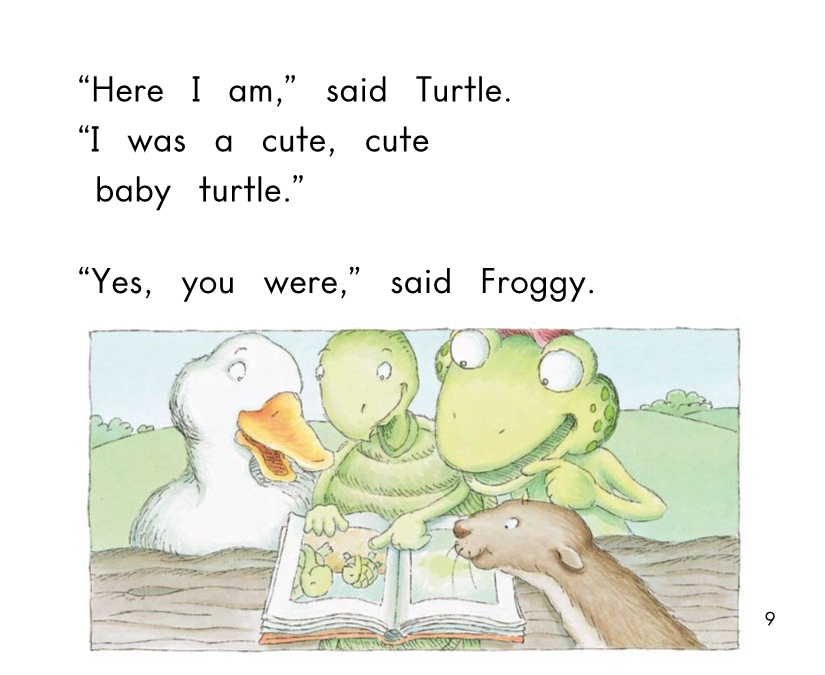 “Here I am,” said Turtle.
“I was a cute, cute
baby turtle.”
“Yes, you were,” said Froggy.
9